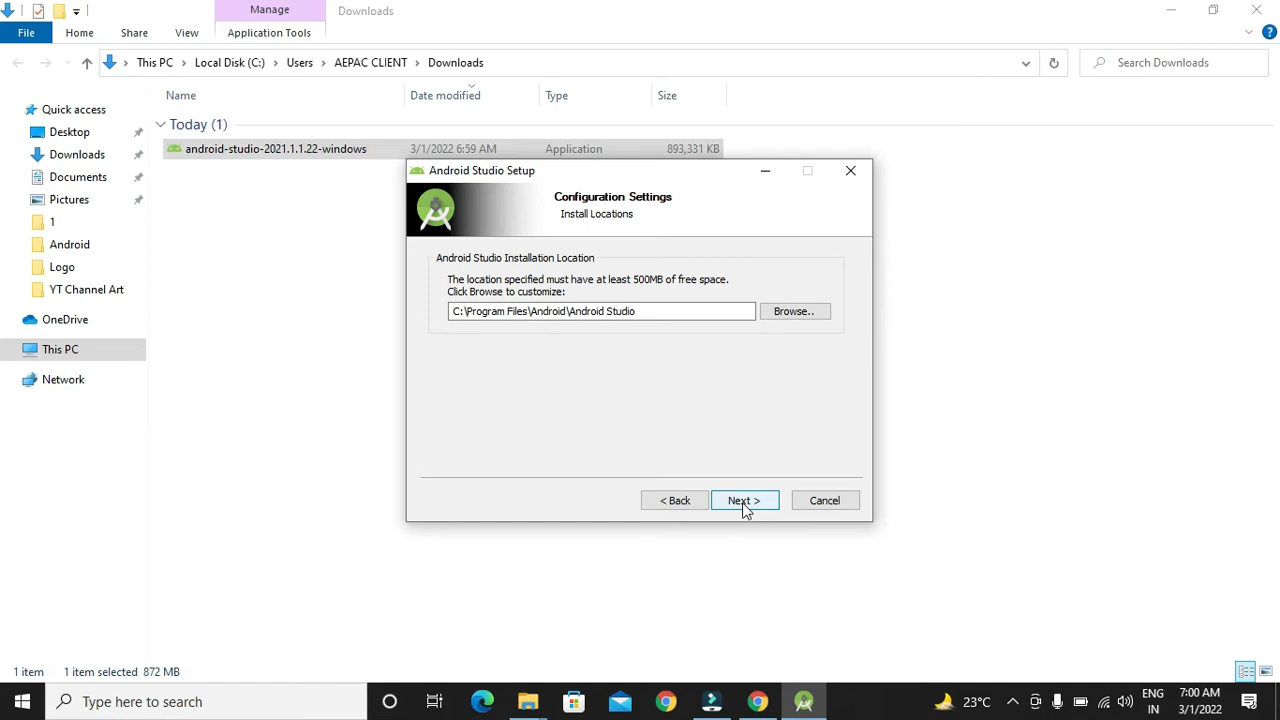 Manage
Downloads
File
Home
Share
View
Application Tools
This PC
Local Disk (C:)
Users
AEPAC CLIENT
Downloads
Search Downloads
Name
Date modified
Type
Size
Quick access
Desktop
Downloads
Documents
Pictures
1
Android
Logo
YT Channel Art
OneDrive
This PC
Network
Today (1)
android-studio-2021.1.1.22-windows
3/1/2022 6:59 AM
Application
893,331 KB
Android Studio Setup
Configuration Settings
Install Locations
Android Studio Installation Location
The location specified must have at least 500MB of free space.
Click Browse to customize:
C:\Program Files\Android\Android Studio
Browse..
< Back
Next >
Cancel
1 item
1 item selected 872 MB
Type here to search
23°C
ENG
IN
7:00 AM
3/1/2022